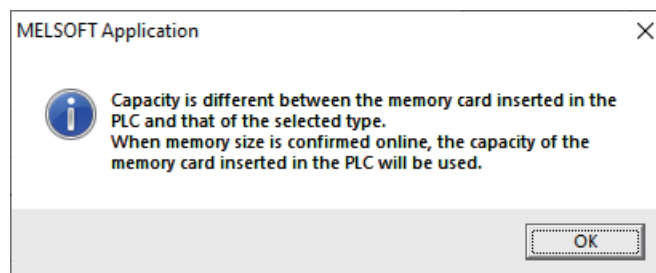 MELSOFT Application
Capacity is different between the memory card inserted in the
PLC and that of the selected type.
When memory size is confirmed online, the capacity of the
memory card inserted in the PLC will be used.
OK